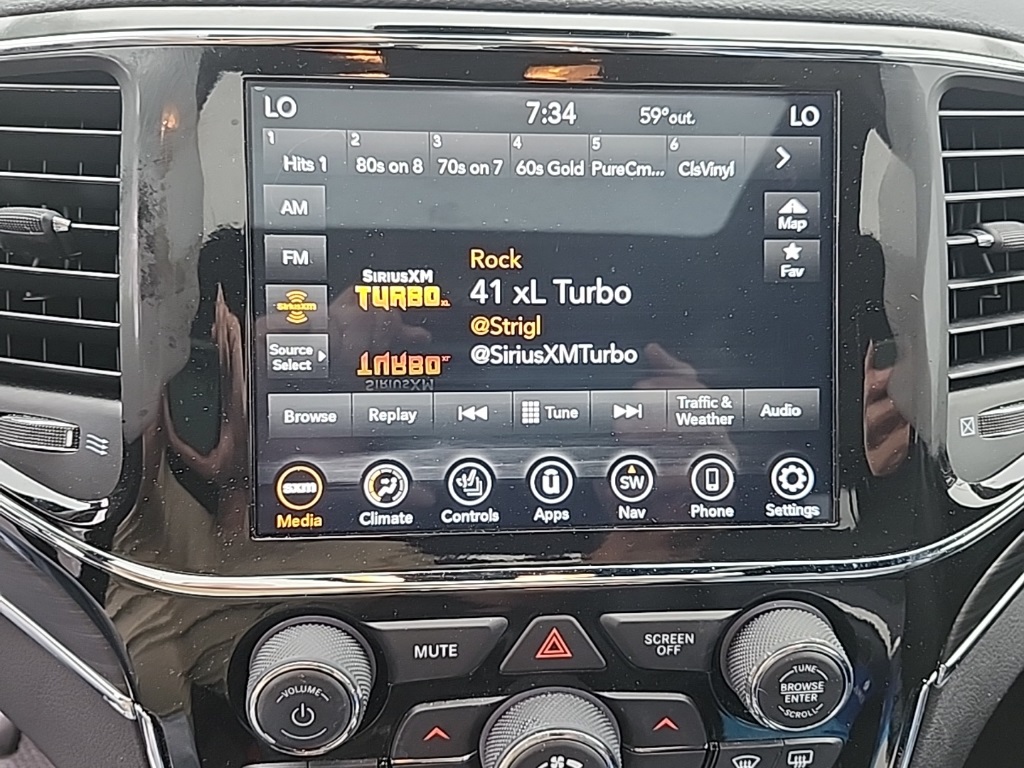 LO 7:34 59°out. LO
1 2 3 4 5 6
Hits 1 80s on 8 70s on 7 60s Gold PureCm... ClsVinyl
AM
Map
FM
Fav
SiriusXM
Source
Select
SIRIUSXM
TURBO XL
Rock
41 xL Turbo
@Strigl
@SiriusXMTurbo
Browse Replay Tune Traffic &
Weather Audio
sxm
SW
Media Climate Controls Apps Nav Phone Settings
MUTE
SCREEN
OFF
VOLUME
TUNE
BROWSE
ENTER
SCROLL